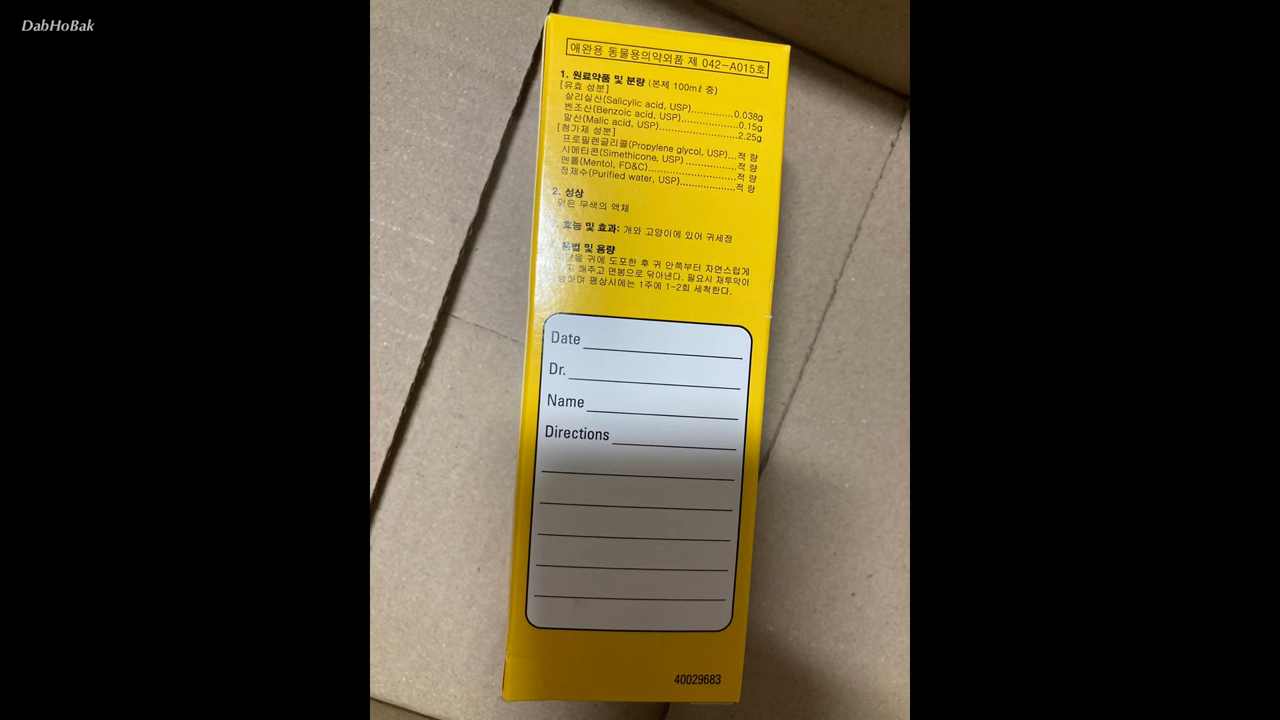 DabHoBak
애완용 동물용의약외품 제 042-A015호
1. 원료약품 및 분량 (본제 100mℓ 중)
[유효 성분]
살리실산(Salicylic acid, USP)..............0.038g
벤조산(Benzoic acid, USP)...................0.15g
말산(Malic acid, USP)..........................2.25g
[첨가제 성분]
프로필렌글리콜(Propylene glycol, USP)...적 량
시메티콘(Simethicone, USP).................적 량
멘톨(Mentol, FD&C).............................적 량
정제수(Purified water, USP)..................적 량
2. 성상
맑은 무색의 액체
효능 및 효과: 개와 고양이에 있어 귀세정
용법 및 용량
귀에 도포한 후 귀 안쪽부터 자연스럽게
해주고 면봉으로 닦아낸다. 필요시 재투약이
평상시에는 1주에 1-2회 세척한다.
Date
Dr.
Name
Directions
40029683